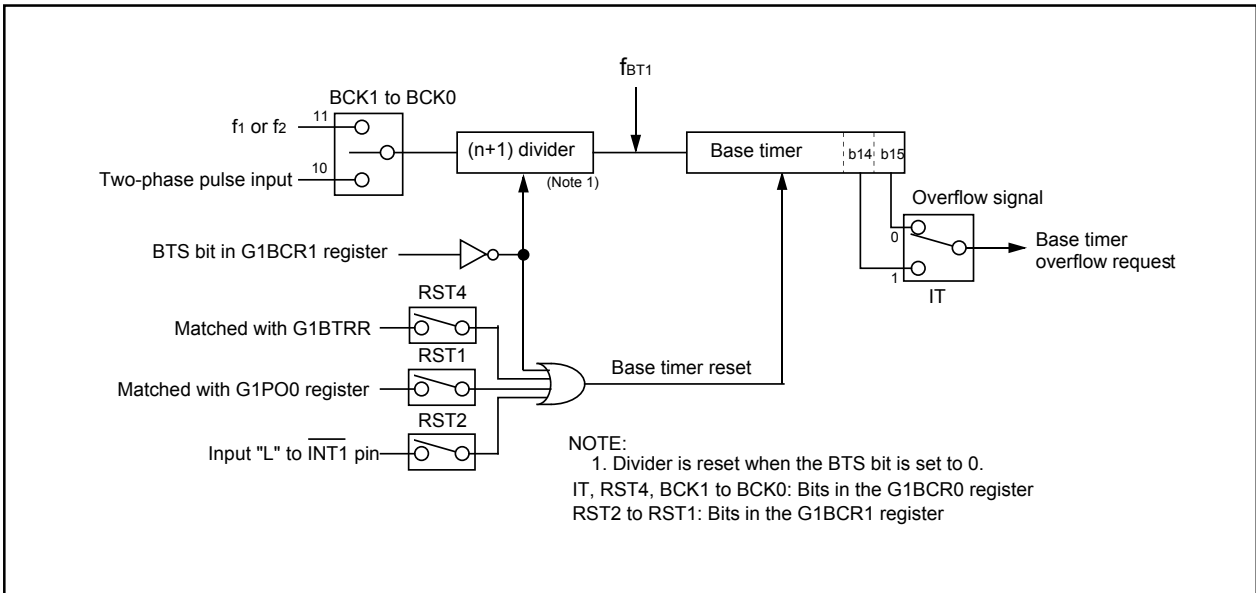 fBT1
BCK1 to BCK0
11
f1 or f2
10
Two-phase pulse input
(n+1) divider
(Note 1)
Base timer
b14
b15
Overflow signal
0
1
IT
Base timer
overflow request
BTS bit in G1BCR1 register
RST4
Matched with G1BTRR
RST1
Matched with G1PO0 register
RST2
Input "L" to I̅N̅T̅1̅ pin
Base timer reset
NOTE:
1. Divider is reset when the BTS bit is set to 0.
IT, RST4, BCK1 to BCK0: Bits in the G1BCR0 register
RST2 to RST1: Bits in the G1BCR1 register